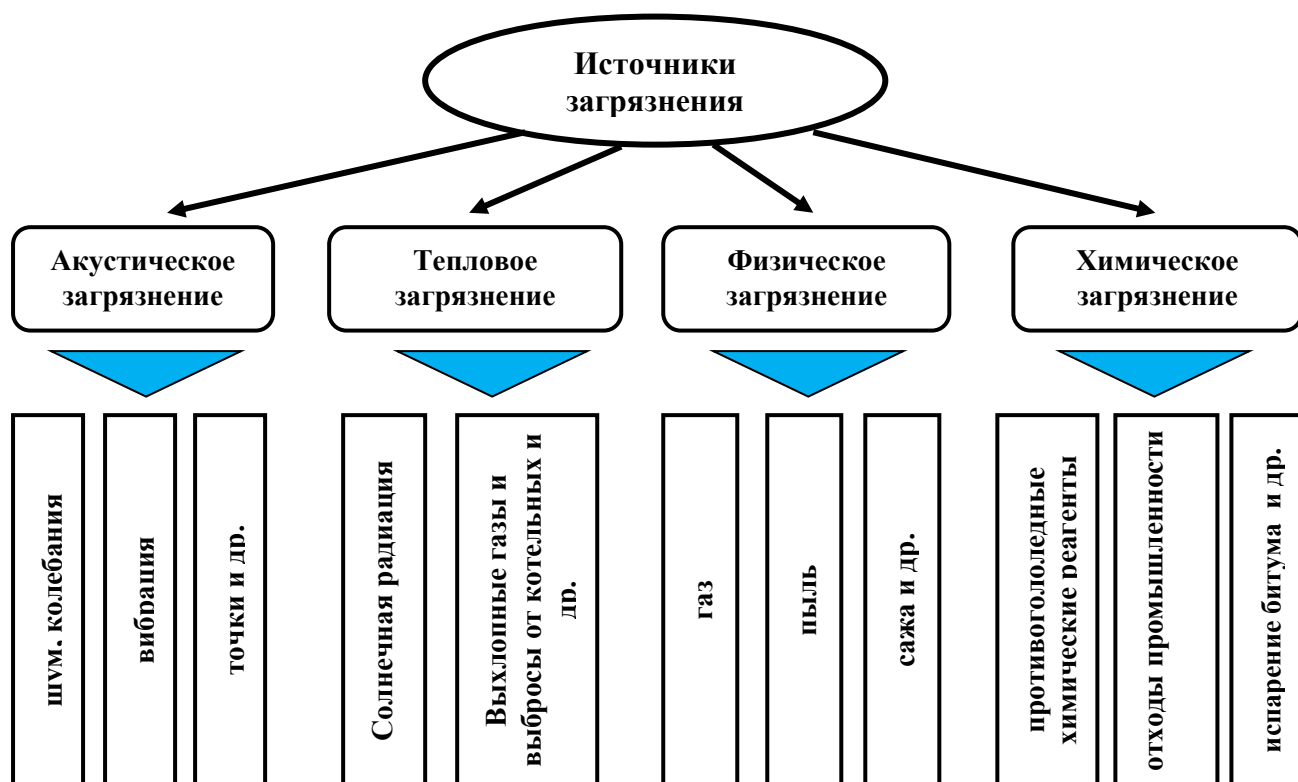 Источники
загрязнения
Акустическое
загрязнение
Тепловое
загрязнение
Физическое
загрязнение
Химическое
загрязнение
шум, колебания
вибрация
точки и др.
Солнечная радиация
Выхлопные газы и
выбросы от котельных и
др.
газ
пыль
сажа и др.
противогололедные
химические реагенты
отходы промышленности
испарение битума и др.